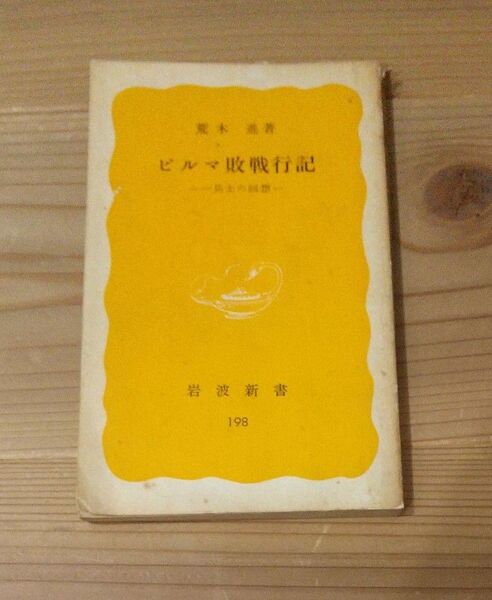 荒木 進著
ビルマ敗戦行記
—一兵士の回想—
岩波新書
198